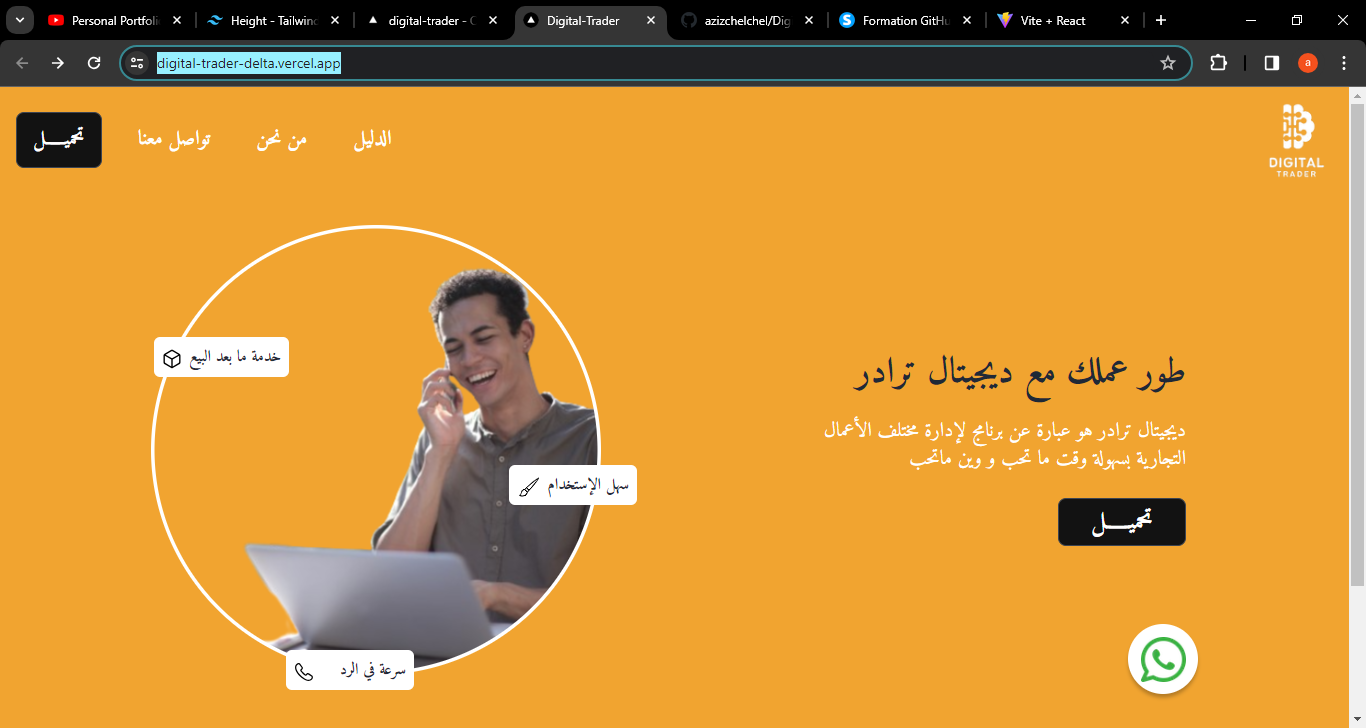 Personal Portfoli
Height - Tailwind
digital-trader - O
Digital-Trader
azizchelchel/Dig
Formation GitHu
Vite + React
digital-trader-delta.vercel.app
a
DIGITAL
TRADER
الدليل
من نحن
تواصل معنا
تحميـــل
طور عملك مع ديجيتال ترادر
ديجيتال ترادر هو عبارة عن برنامج لإدارة مختلف الأعمال
التجارية بسهولة وقت ما تحب و وين ماتحب
تحميـــل
خدمة ما بعد البيع
سهل الإستخدام
سرعة في الرد